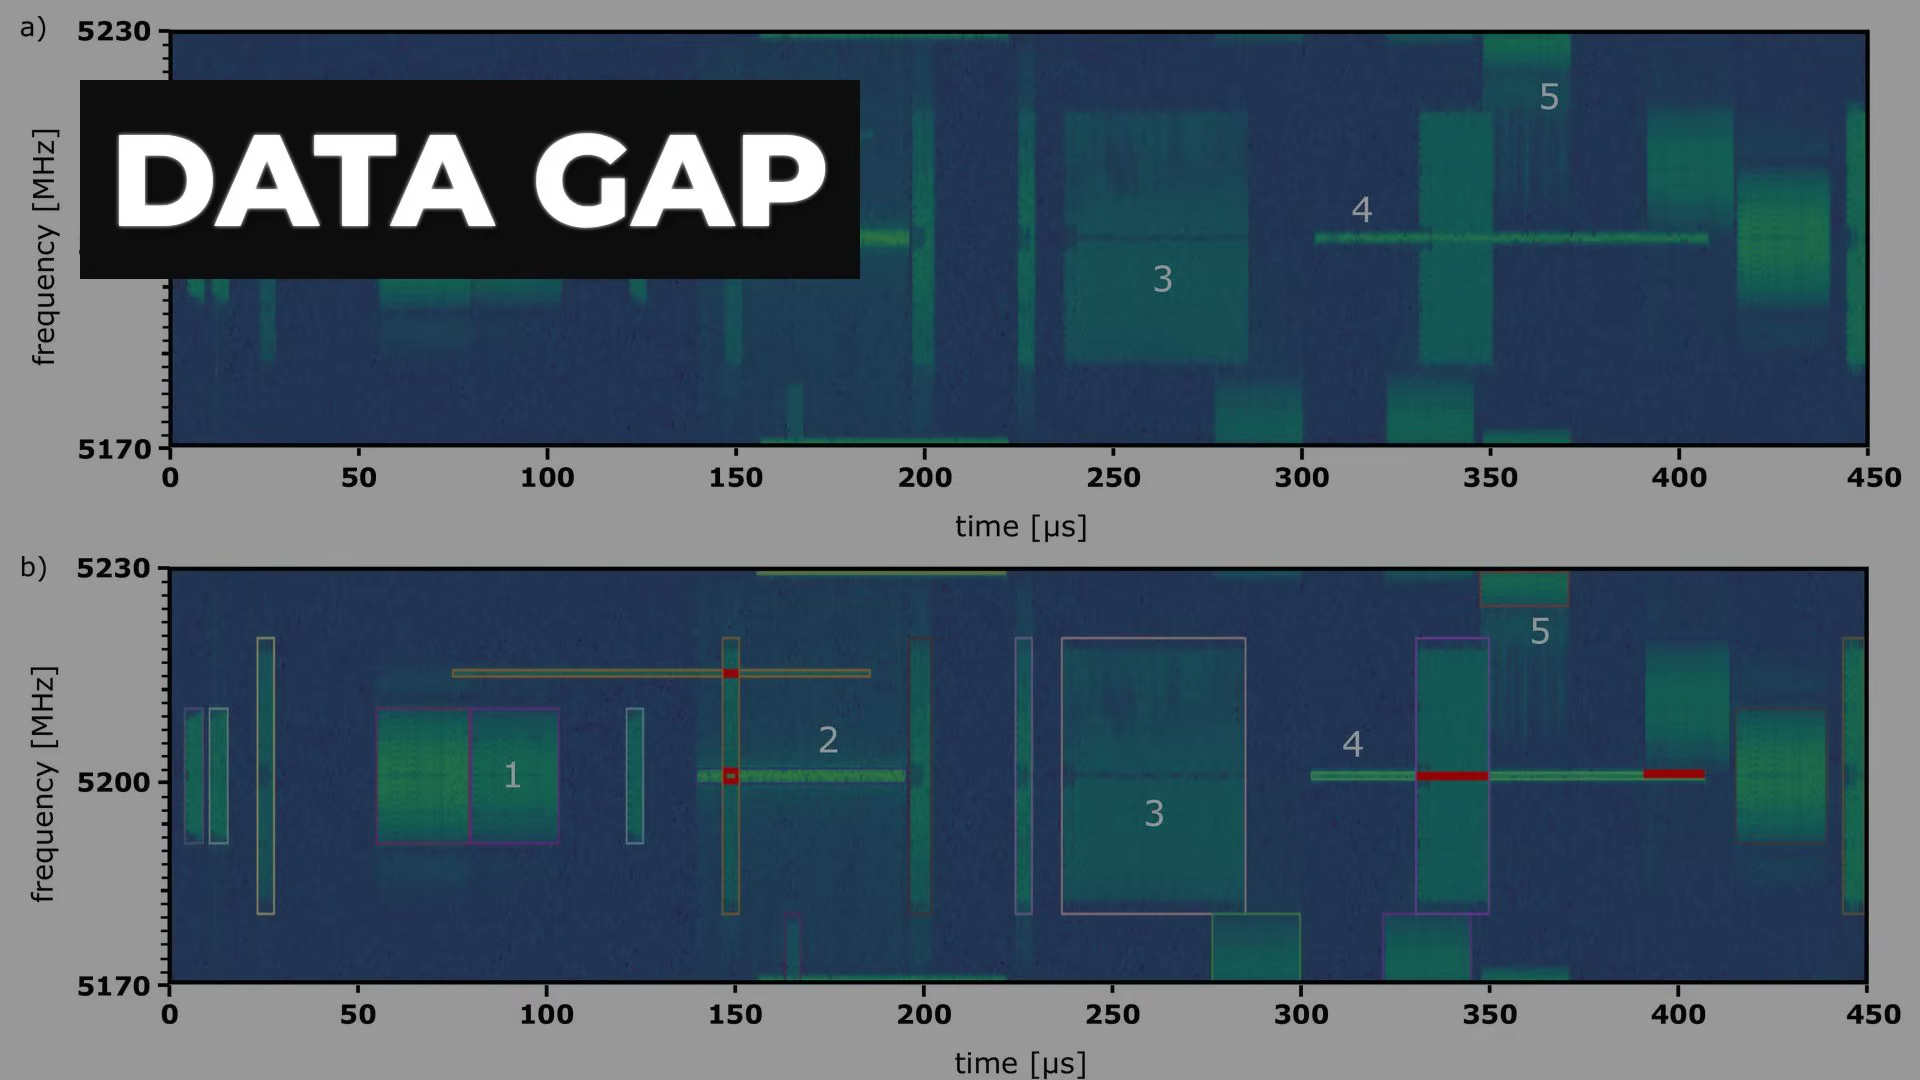 a)
5230
DATA GAP
5
frequency [MHz]
4
3
5170
0 50 100 150 200 250 300 350 400 450
time [µs]
b)
5230
5
2
4
1
5200
3
frequency [MHz]
5170
0 50 100 150 200 250 300 350 400 450
time [µs]